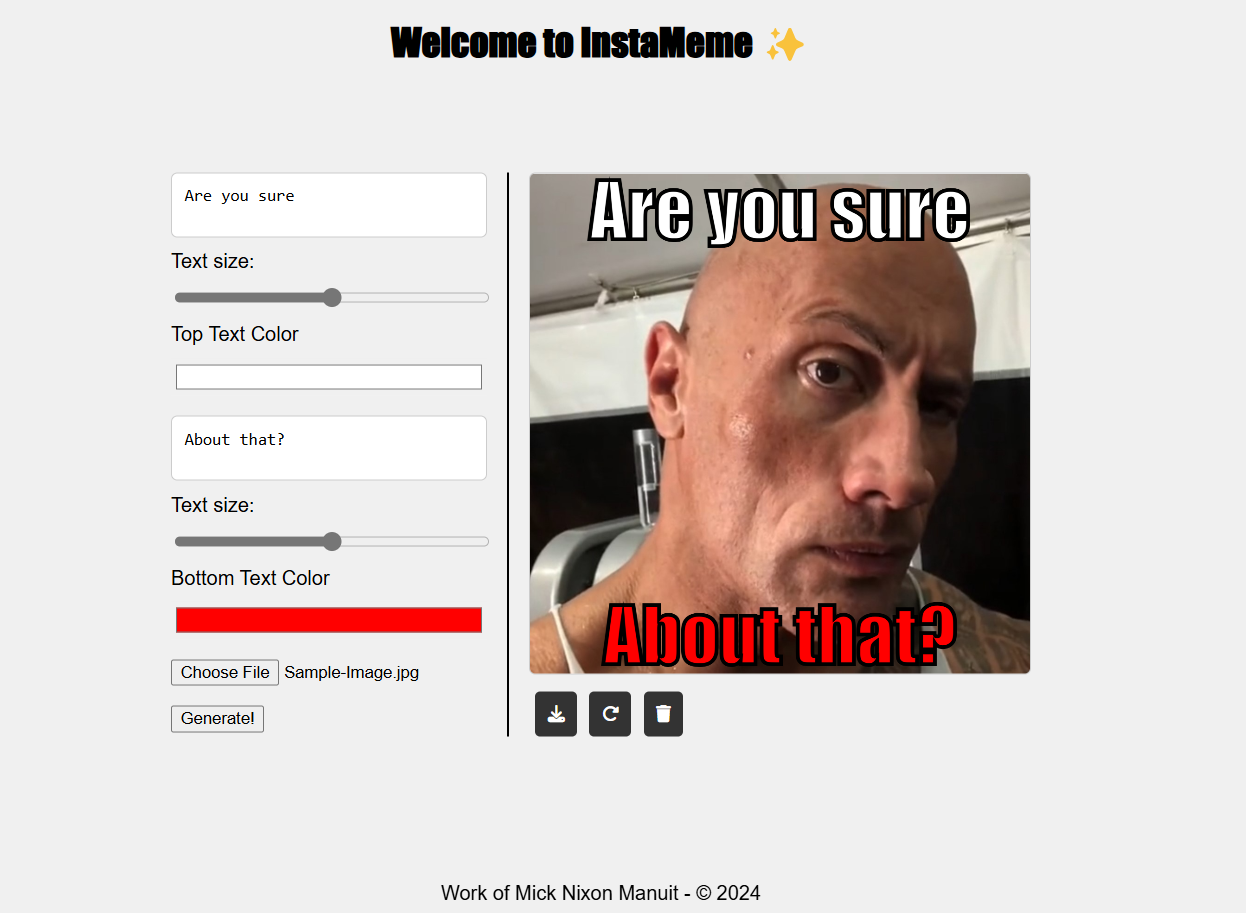 Welcome to InstaMeme ✨
Are you sure
Text size:
Top Text Color
About that?
Text size:
Bottom Text Color
Choose File Sample-Image.jpg
Generate!
Are you sure
About that?
Work of Mick Nixon Manuit - © 2024